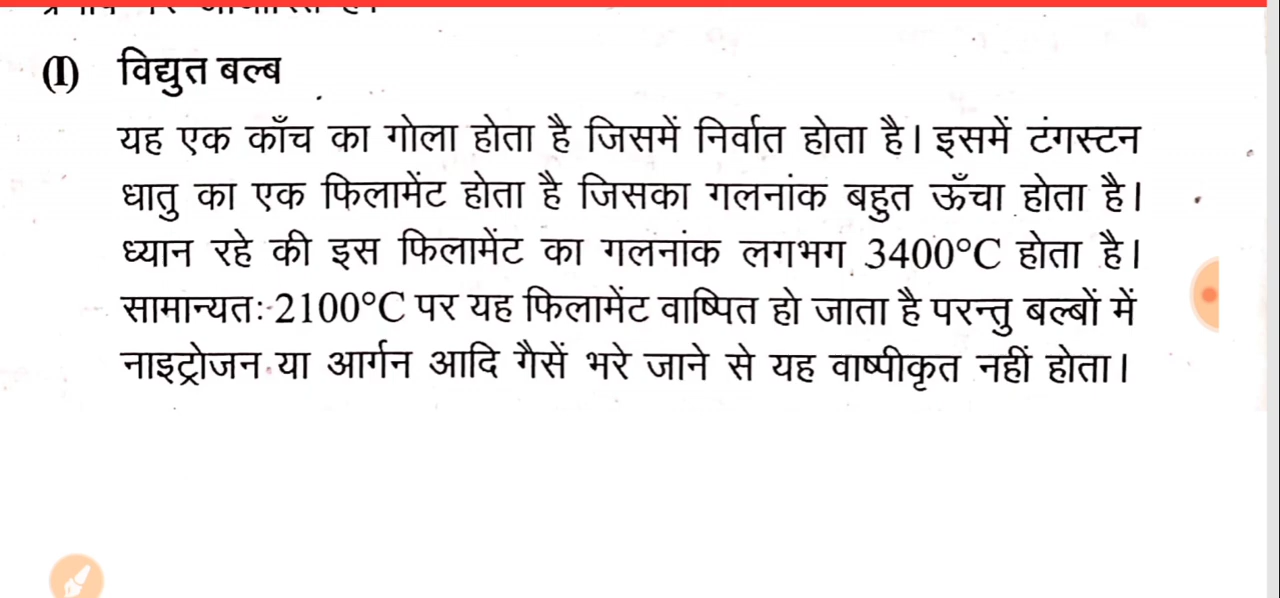 (I) विद्युत बल्ब
यह एक काँच का गोला होता है जिसमें निर्वात होता है। इसमें टंगस्टन
धातु का एक फिलामेंट होता है जिसका गलनांक बहुत ऊँचा होता है।
ध्यान रहे की इस फिलामेंट का गलनांक लगभग 3400°C होता है।
सामान्यतः 2100°C पर यह फिलामेंट वाष्पित हो जाता है परन्तु बल्बों में
नाइट्रोजन या आर्गन आदि गैसें भरे जाने से यह वाष्पीकृत नहीं होता।